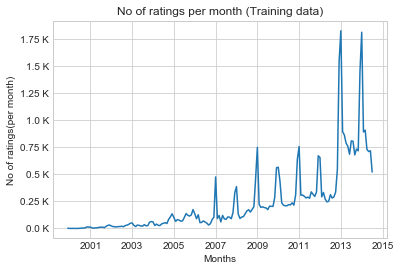 No of ratings per month (Training data)
No of ratings(per month)
1.75 K
1.5 K
1.25 K
1.0 K
0.75 K
0.5 K
0.25 K
0.0 K
2001 2003 2005 2007 2009 2011 2013 2015
Months